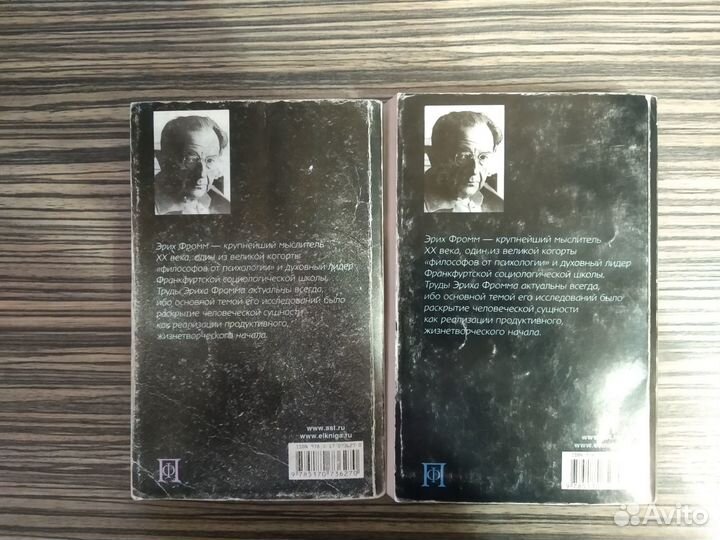 Эрих Фромм — крупнейший мыслитель
XX века, один из великой когорты
«философов от психологии» и духовный лидер
Франкфуртской социологической школы.
Труды Эриха Фромма актуальны всегда,
ибо основной темой его исследований было
раскрытие человеческой сущности
как реализации продуктивного,
жизнетворческого начала.
www.ast.ru
www.elkniga.ru
9 785170 736270
Эрих Фромм — крупнейший мыслитель
XX века, один из великой когорты
«философов от психологии» и духовный лидер
Франкфуртской социологической школы.
Труды Эриха Фромма актуальны всегда,
ибо основной темой его исследований было
раскрытие человеческой сущности
как реализации продуктивного,
жизнетворческого начала.
Avito